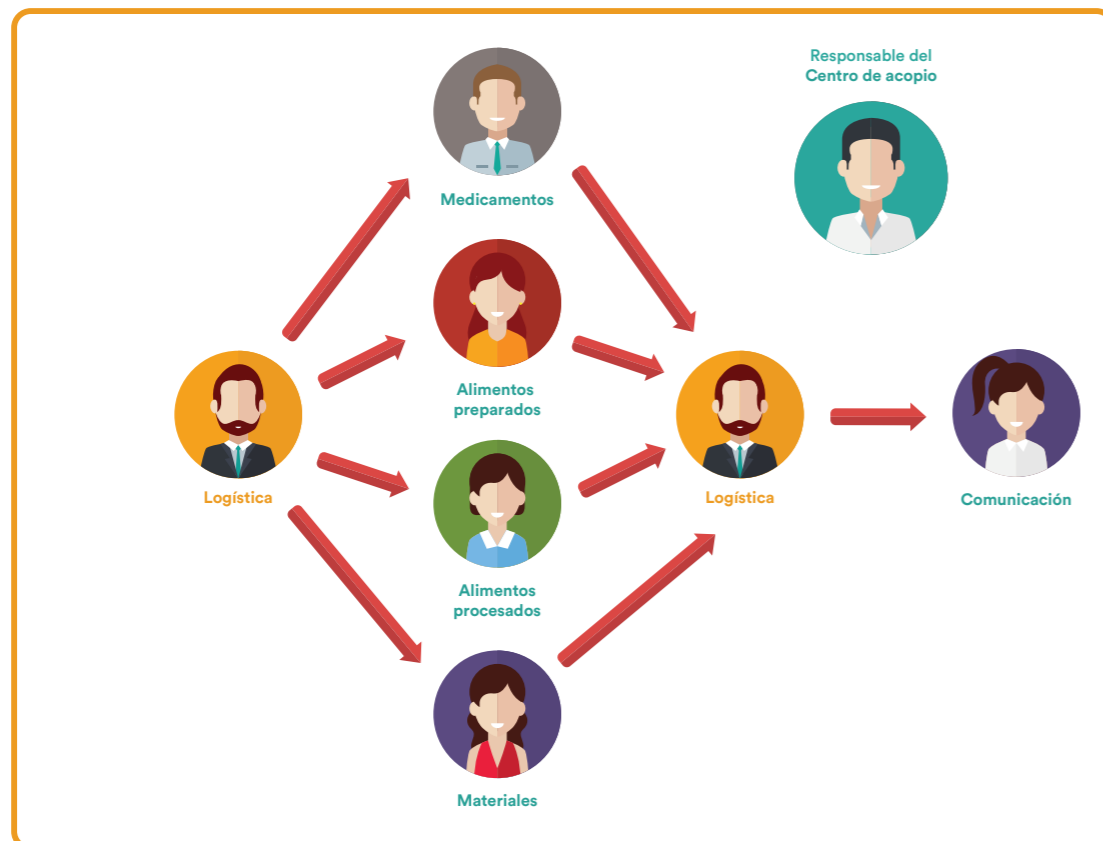 Responsable del
Centro de acopio
Medicamentos
Alimentos
preparados
Logística
Logística
Comunicación
Alimentos
procesados
Materiales